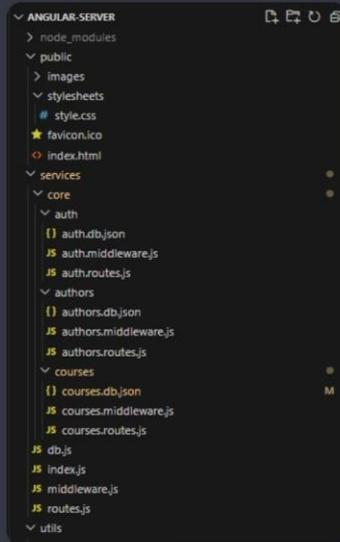 ANGULAR-SERVER
node_modules
public
images
stylesheets
# style.css
favicon.ico
<> index.html
services
core
auth
{} auth.db.json
JS auth.middleware.js
JS auth.routes.js
authors
{} authors.db.json
JS authors.middleware.js
JS authors.routes.js
courses
{} courses.db.json M
JS courses.middleware.js
JS courses.routes.js
JS db.js
JS index.js
JS middleware.js
JS routes.js
utils